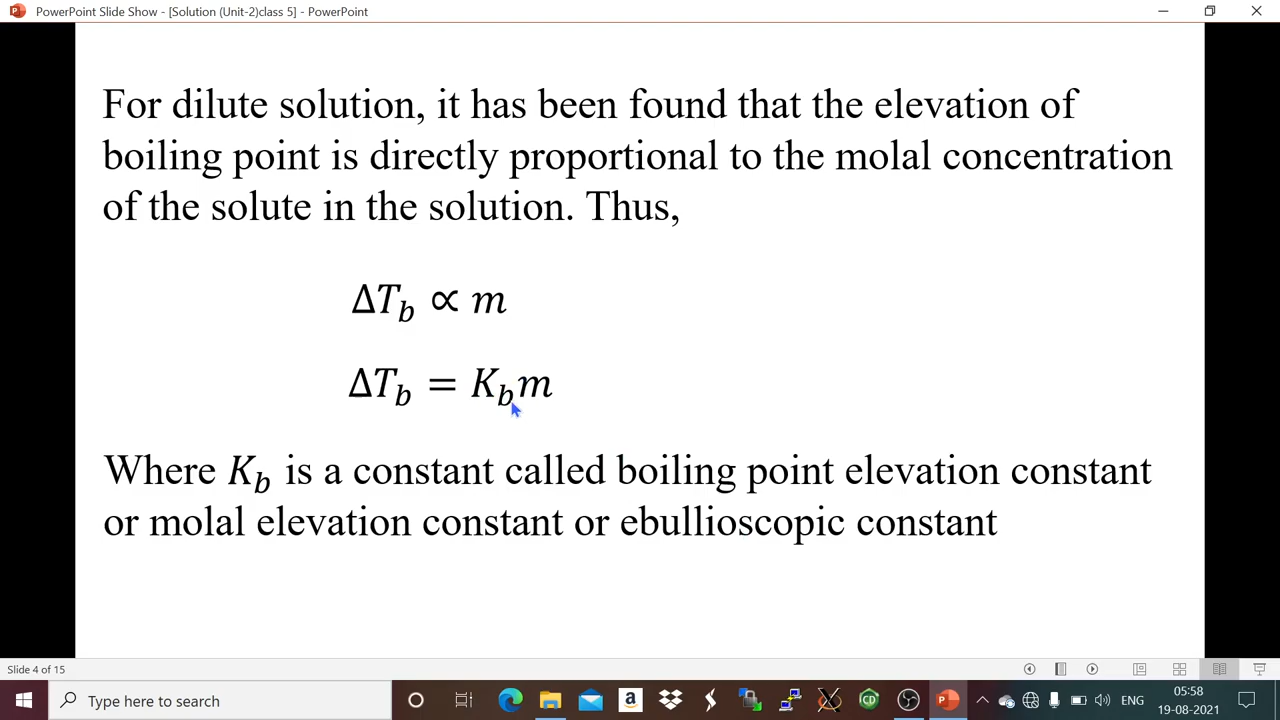 PowerPoint Slide Show - [Solution (Unit-2)class 5] - PowerPoint
For dilute solution, it has been found that the elevation of
boiling point is directly proportional to the molal concentration
of the solute in the solution. Thus,
ΔT_b ∝ m
ΔT_b = K_b m
Where K_b is a constant called boiling point elevation constant
or molal elevation constant or ebullioscopic constant
Slide 4 of 15
Type here to search
a
CD
ENG
05:58
19-08-2021